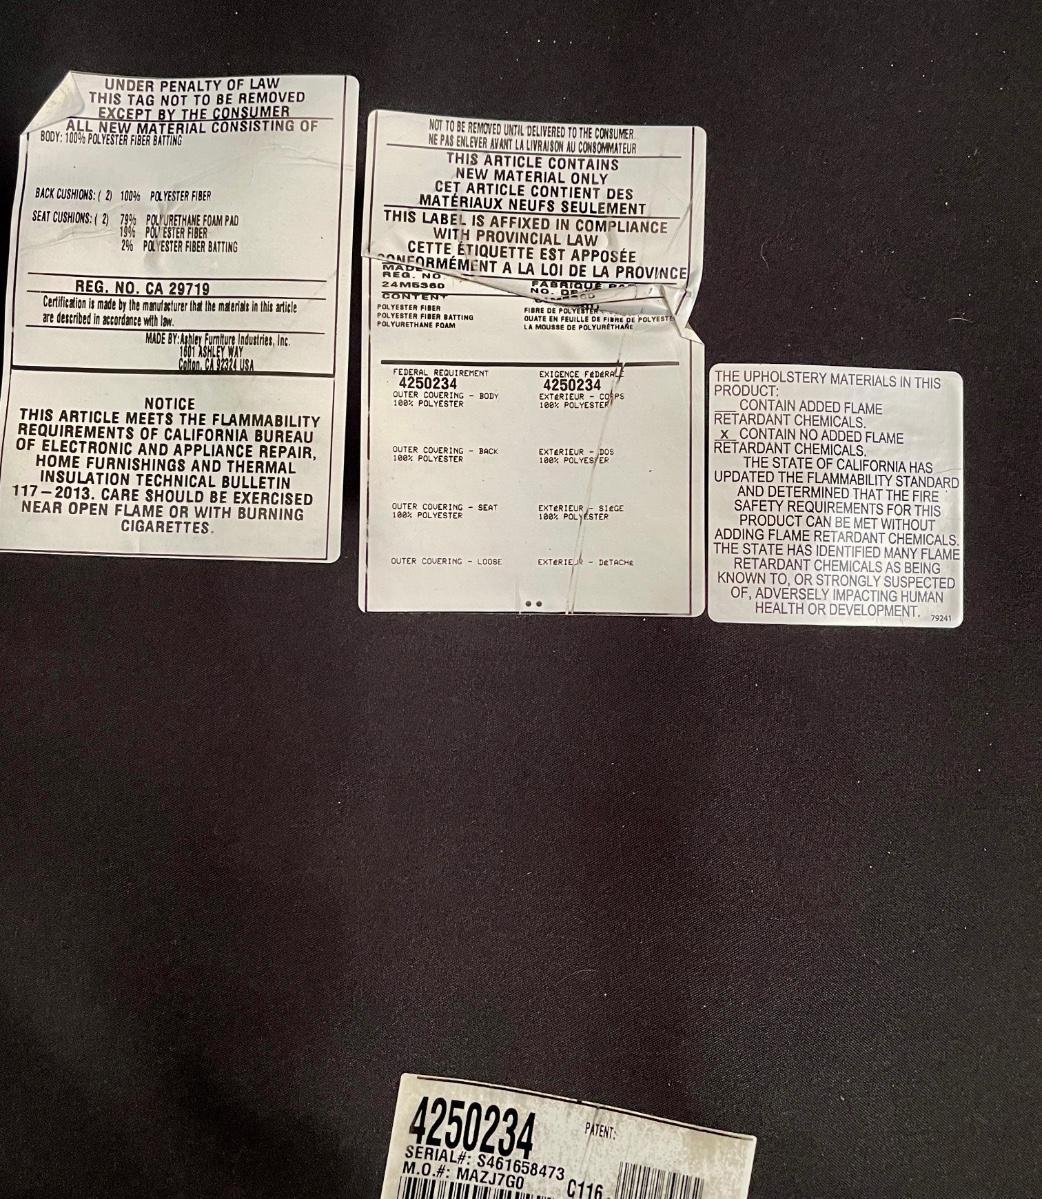 UNDER PENALTY OF LAW
THIS TAG NOT TO BE REMOVED
EXCEPT BY THE CONSUMER
ALL NEW MATERIAL CONSISTING OF
BODY: 100% POLYESTER FIBER BATTING
BACK CUSHIONS: ( 2) 100% POLYESTER FIBER
SEAT CUSHIONS: ( 2) 79% POLYURETHANE FOAM PAD
19% POLYESTER FIBER
2% POLYESTER FIBER BATTING
REG. NO. CA 29719
Certification is made by the manufacturer that the materials in this article
are described in accordance with law.
MADE BY: Ashley Furniture Industries, Inc.
1601 ASHLEY WAY
Colton, CA 92324 USA
NOTICE
THIS ARTICLE MEETS THE FLAMMABILITY
REQUIREMENTS OF CALIFORNIA BUREAU
OF ELECTRONIC AND APPLIANCE REPAIR,
HOME FURNISHINGS AND THERMAL
INSULATION TECHNICAL BULLETIN
117-2013. CARE SHOULD BE EXERCISED
NEAR OPEN FLAME OR WITH BURNING
CIGARETTES.
NOT TO BE REMOVED UNTIL DELIVERED TO THE CONSUMER.
NE PAS ENLEVER AVANT LA LIVRAISON AU CONSOMMATEUR
THIS ARTICLE CONTAINS
NEW MATERIAL ONLY
CET ARTICLE CONTIENT DES
MATÉRIAUX NEUFS SEULEMENT
THIS LABEL IS AFFIXED IN COMPLIANCE
WITH PROVINCIAL LAW
CETTE ÉTIQUETTE EST APPOSÉE
CONFORMÉMENT A LA LOI DE LA PROVINCE
MADE FABRIQUÉ
REG. NO NO. DE
24M5360
CONTENT
POLYESTER FIBER FIBRE DE POLYESTER
POLYESTER FIBER BATTING OUATE EN FEUILLE DE FIBRE DE POLYESTE
POLYURETHANE FOAM LA MOUSSE DE POLYURÉTHANE
FEDERAL REQUIREMENT EXIGENCE FéDéRALE
4250234 4250234
OUTER COVERING - BODY EXTéRIEUR - CORPS
100% POLYESTER 100% POLYESTER
OUTER COVERING - BACK EXTéRIEUR - DOS
100% POLYESTER 100% POLYESTER
OUTER COVERING - SEAT EXTéRIEUR - SIèGE
100% POLYESTER 100% POLYESTER
OUTER COVERING - LOOSE EXTéRIEUR - DéTACHé
THE UPHOLSTERY MATERIALS IN THIS
PRODUCT:
___CONTAIN ADDED FLAME
RETARDANT CHEMICALS.
_X_CONTAIN NO ADDED FLAME
RETARDANT CHEMICALS.
THE STATE OF CALIFORNIA HAS
UPDATED THE FLAMMABILITY STANDARD
AND DETERMINED THAT THE FIRE
SAFETY REQUIREMENTS FOR THIS
PRODUCT CAN BE MET WITHOUT
ADDING FLAME RETARDANT CHEMICALS.
THE STATE HAS IDENTIFIED MANY FLAME
RETARDANT CHEMICALS AS BEING
KNOWN TO, OR STRONGLY SUSPECTED
OF, ADVERSELY IMPACTING HUMAN
HEALTH OR DEVELOPMENT.
79241
4250234 PATENT:
SERIAL#: S461658473
M.O.#: MAZJ7G0 C116